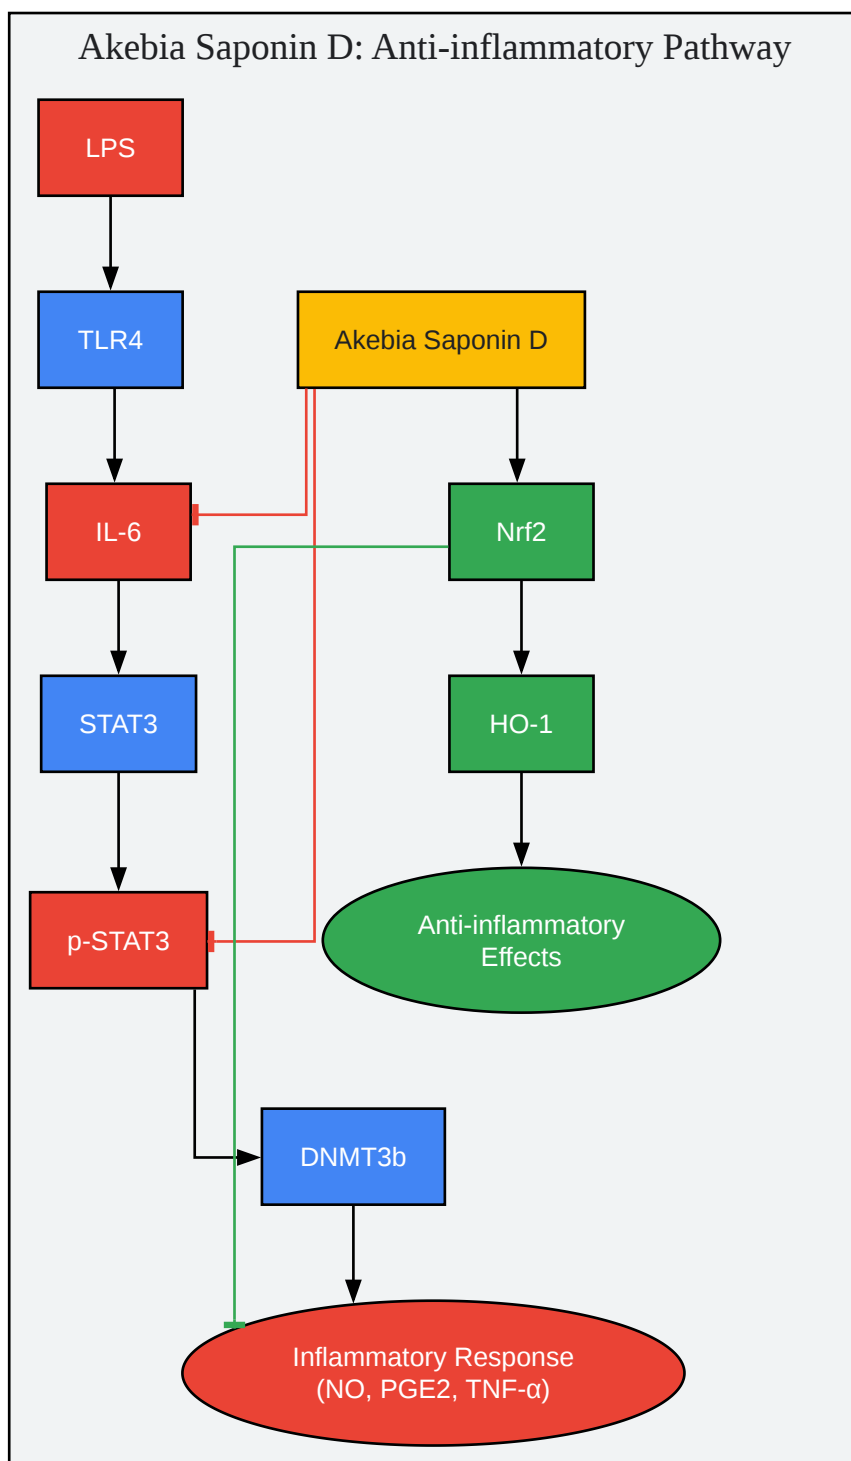 Akebia Saponin D: Anti-inflammatory Pathway
LPS
TLR4
Akebia Saponin D
IL-6
Nrf2
STAT3
HO-1
p-STAT3
Anti-inflammatory
Effects
DNMT3b
Inflammatory Response
(NO, PGE2, TNF-α)